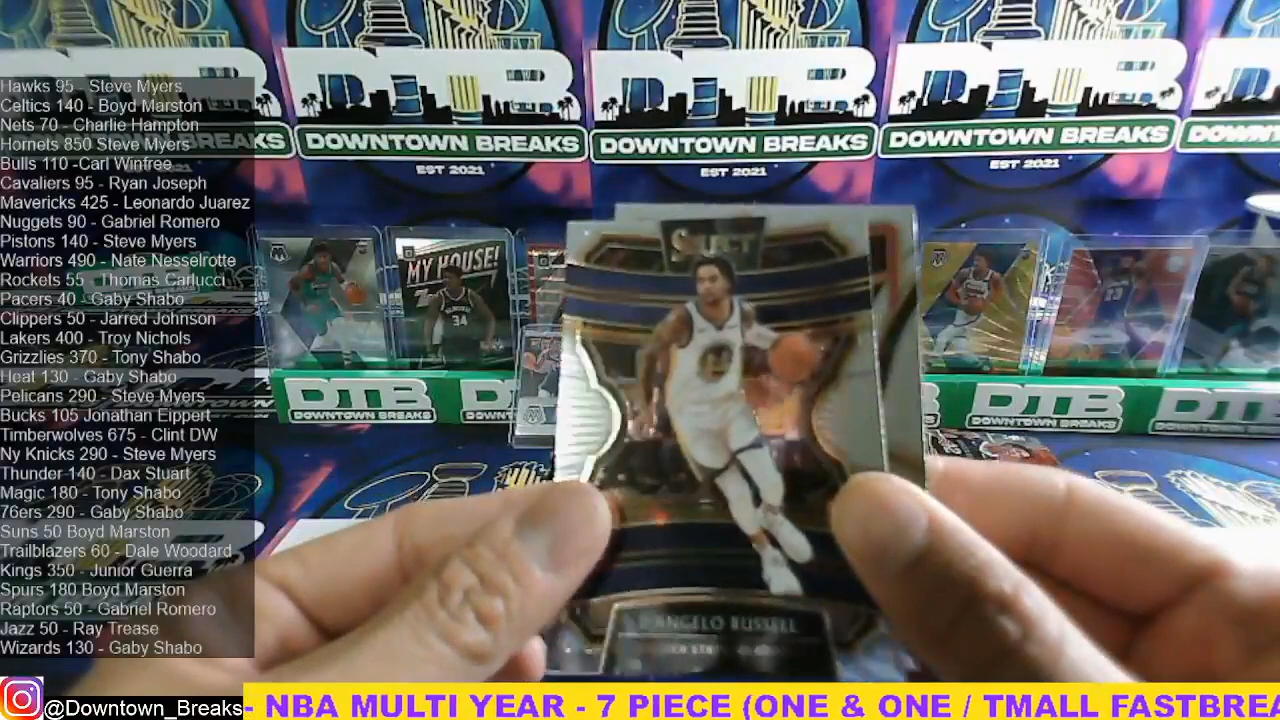 Hawks 95 - Steve Myers
Celtics 140 - Boyd Marston
Nets 70 - Charlie Hampton
Hornets 850 Steve Myers
Bulls 110 -Carl Winfree
Cavaliers 95 - Ryan Joseph
Mavericks 425 - Leonardo Juarez
Nuggets 90 - Gabriel Romero
Pistons 140 - Steve Myers
Warriors 490 - Nate Nesselrotte
Rockets 55 - Thomas Carlucci
Pacers 40 - Gaby Shabo
Clippers 50 - Jarred Johnson
Lakers 400 - Troy Nichols
Grizzlies 370 - Tony Shabo
Heat 130 - Gaby Shabo
Pelicans 290 - Steve Myers
Bucks 105 Jonathan Eippert
Timberwolves 675 - Clint DW
Ny Knicks 290 - Steve Myers
Thunder 140 - Dax Stuart
Magic 180 - Tony Shabo
76ers 290 - Gaby Shabo
Suns 50 Boyd Marston
Trailblazers 60 - Dale Woodard
Kings 350 - Junior Guerra
Spurs 180 Boyd Marston
Raptors 50 - Gabriel Romero
Jazz 50 - Ray Trease
Wizards 130 - Gaby Shabo
DTB
DOWNTOWN BREAKS
EST 2021
DTB
DOWNTOWN BREAKS
EST 2021
DTB
DOWNTOWN BREAKS
EST 2021
MY HOUSE!
34
SELECT
D'ANGELO RUSSELL
DTB
DOWNTOWN BREAKS
DTB
DOWNTOWN BREAKS
DTB
DOWNTOWN
@Downtown_Breaks
- NBA MULTI YEAR - 7 PIECE (ONE & ONE / TMALL FASTBREA